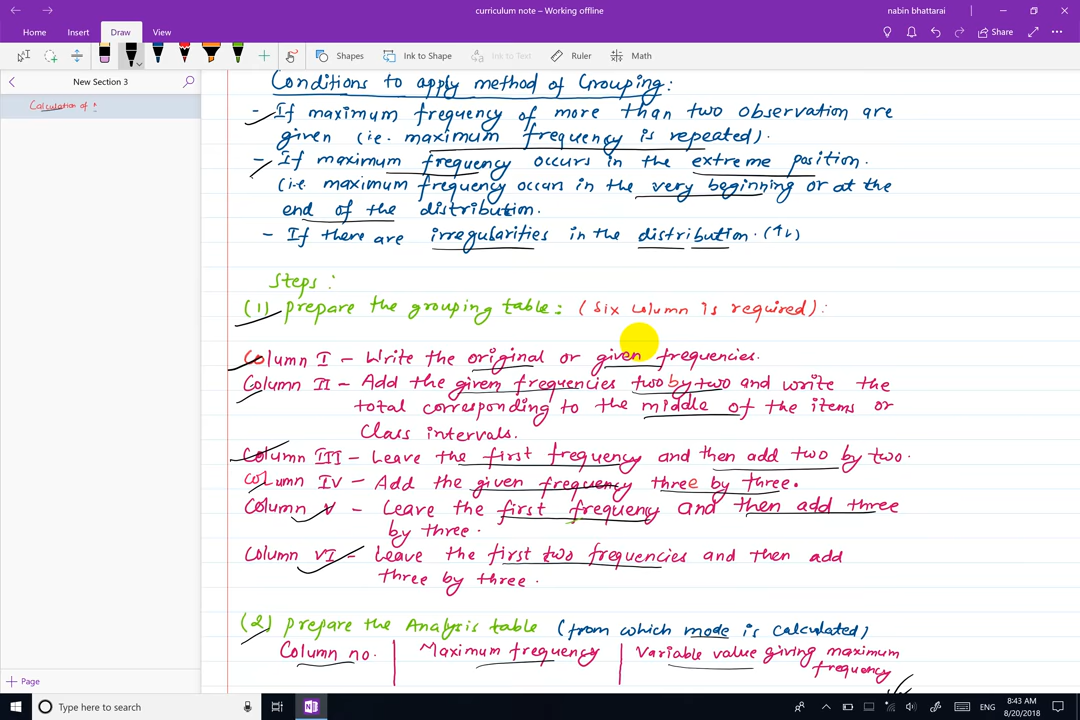 curriculum note – Working offline
nabin bhattarai
Home Insert Draw View
Share
Shapes Ink to Shape Ink to Text Ruler Math
New Section 3
Calculation of
Conditions to apply method of Grouping:
- If maximum frequency of more than two observation are
given (ie. maximum frequency is repeated).
- If maximum frequency occurs in the extreme position.
(i.e maximum frequency occurs in the very beginning or at the
end of the distribution.
- If there are irregularities in the distribution.
Steps :
(1) prepare the grouping table: (Six column is required) :
Column I - Write the original or given frequencies.
Column II - Add the given frequencies two by two and write the
total corresponding to the middle of the items or
Class intervals.
Column III - Leave the first frequency and then add two by two.
Column IV - Add the given frequency three by three.
Column V - Leave the first frequency and then add three
by three.
Column VI - Leave the first two frequencies and then add
three by three.
(2) prepare the Analysis table (from which mode is calculated)
Column no. Maximum frequency Variable value giving maximum
frequency
Page
Type here to search
ENG
8:43 AM
8/20/2018